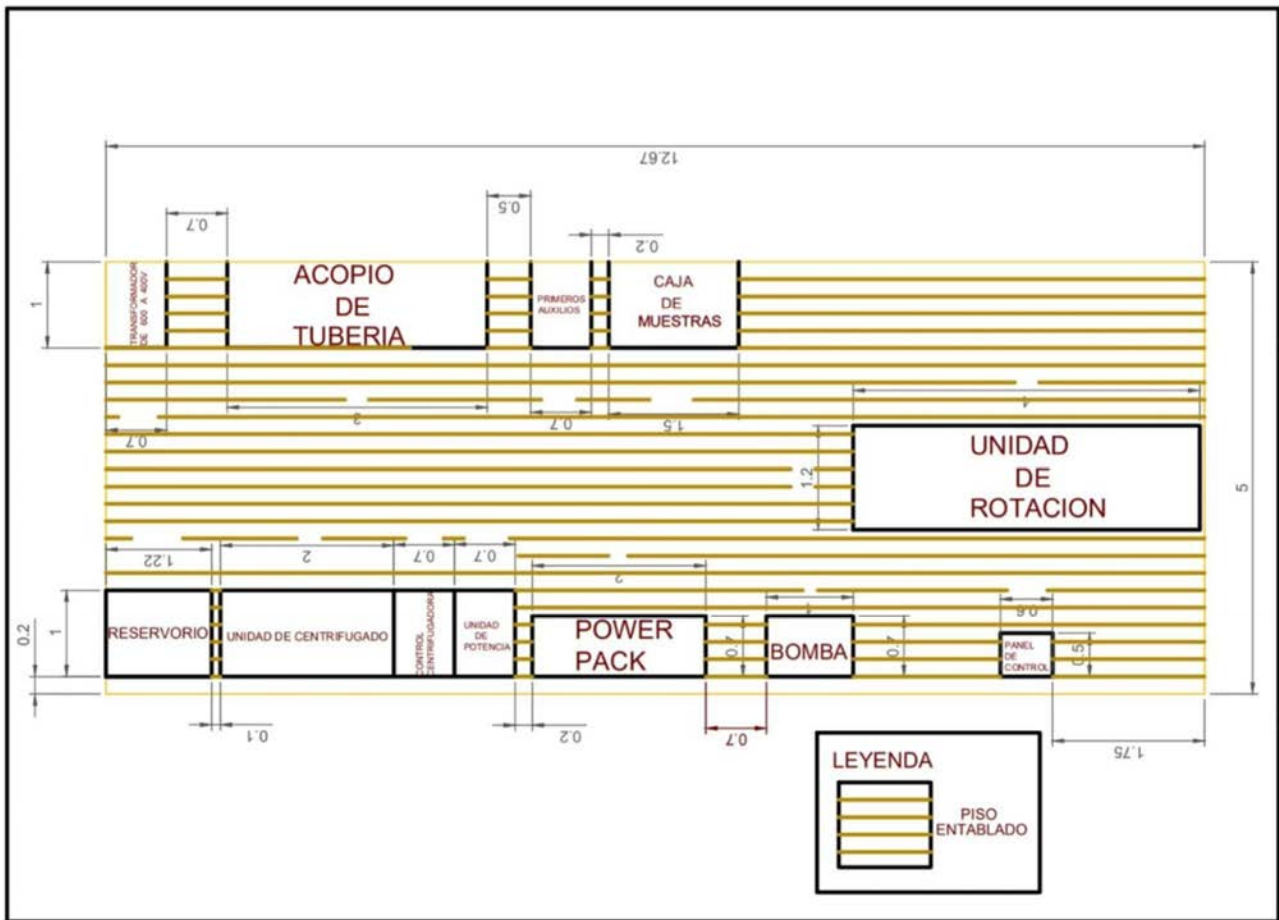 12.67
0.7
0.5
0.2
1
TRANSFORMADOR
DE 600 A 400V
ACOPIO
DE
TUBERIA
PRIMEROS
AUXILIOS
CAJA
DE
MUESTRAS
0.7
3
0.7
1.5
4
1.2
UNIDAD
DE
ROTACION
5
1.22
2
0.7
0.7
2
1
0.6
0.2
1
RESERVORIO
UNIDAD DE CENTRIFUGADO
CONTROL
CENTRIFUGADORA
UNIDAD
DE
POTENCIA
POWER
PACK
0.7
BOMBA
0.7
PANEL
DE
CONTROL
0.5
0.1
0.2
0.7
1.75
LEYENDA
PISO
ENTABLADO